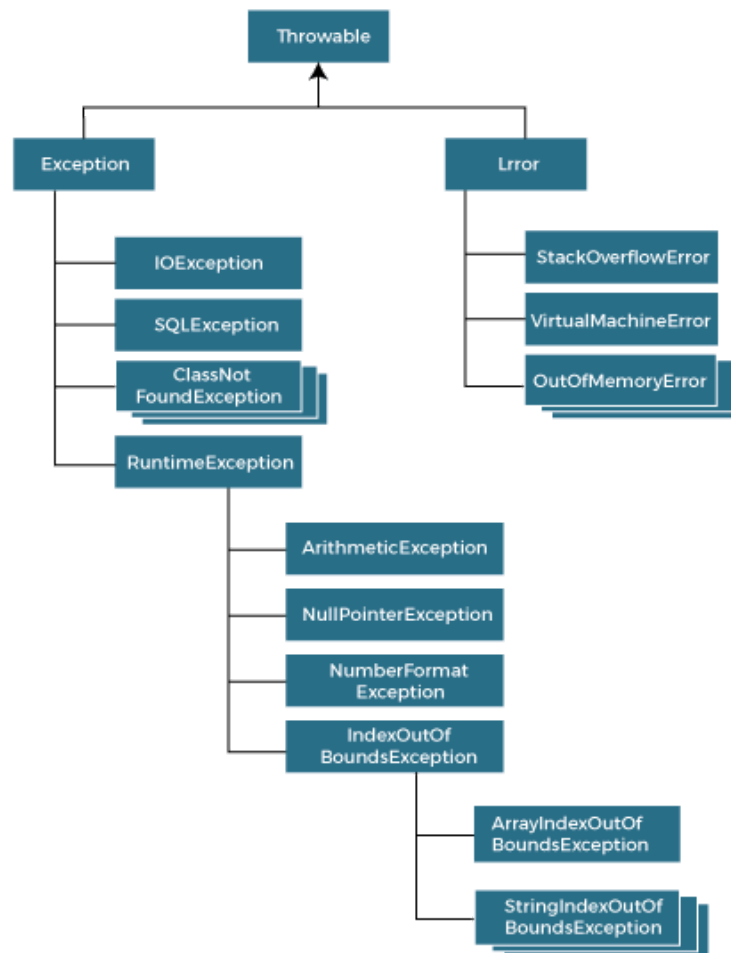 Throwable
Exception
Lrror
IOException
SQLException
ClassNot
FoundException
RuntimeException
StackOverflowError
VirtualMachineError
OutOfMemoryError
ArithmeticException
NullPointerException
NumberFormat
Exception
IndexOutOf
BoundsException
ArrayIndexOutOf
BoundsException
StringIndexOutOf
BoundsException